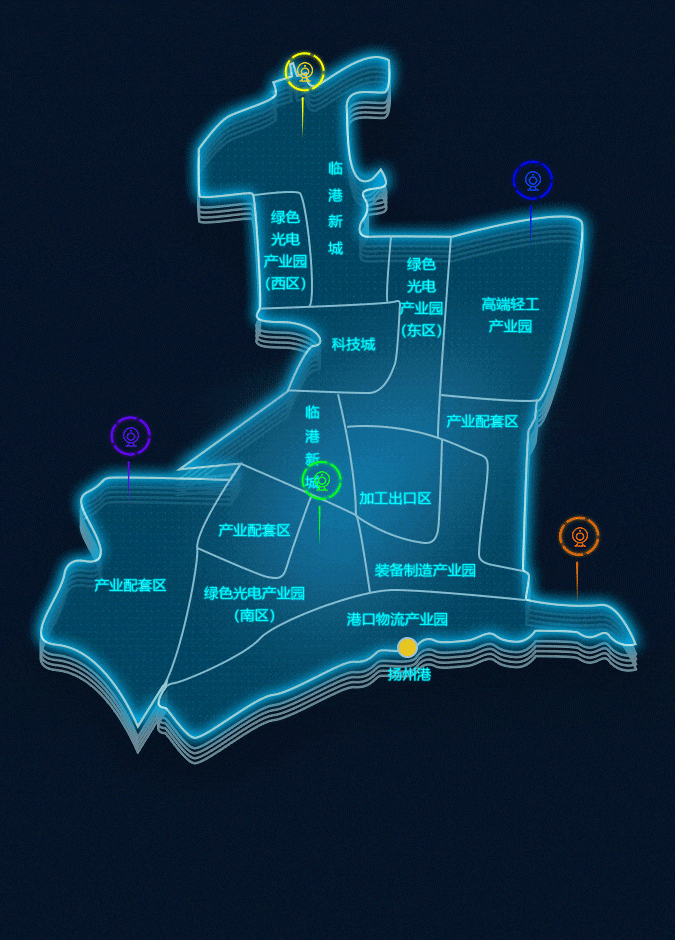 临
港
新
城
绿色
光电
产业园
(西区)
绿色
光电
产业园
(东区)
高端轻工
产业园
科技城
临
港
新
城
产业配套区
加工出口区
产业配套区
装备制造产业园
产业配套区
绿色光电产业园
(南区)
港口物流产业园
扬州港